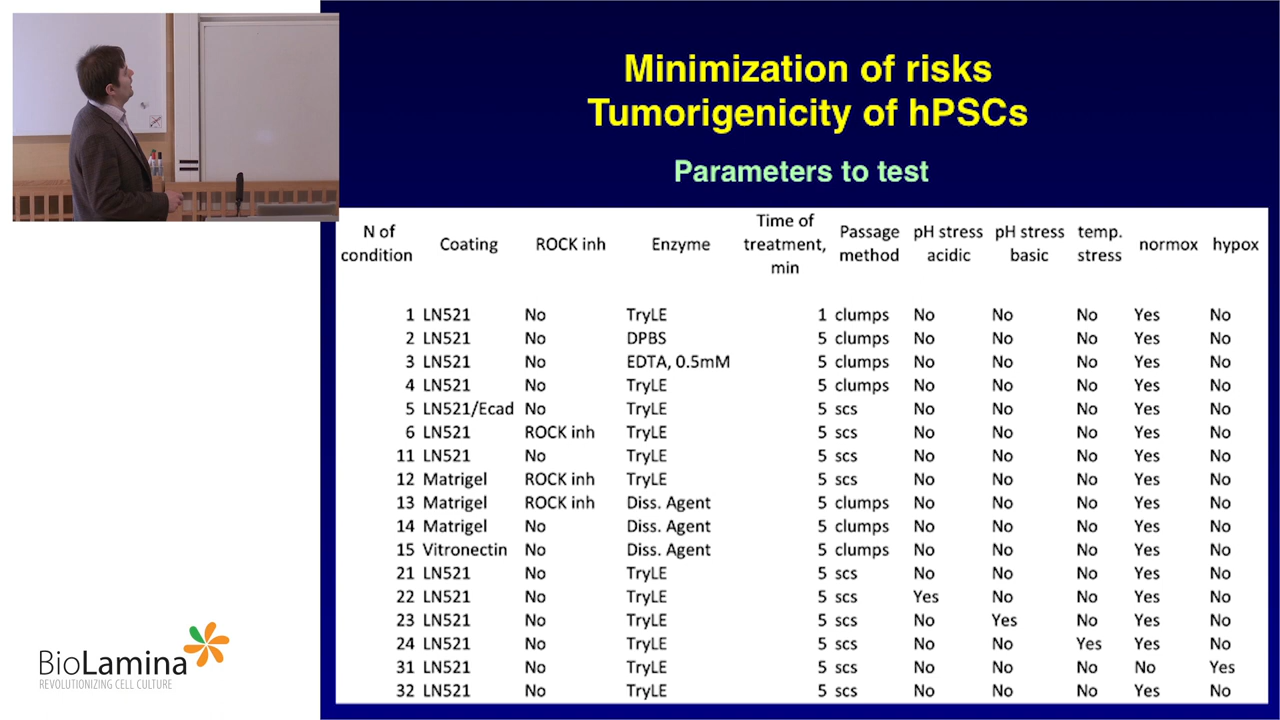 Minimization of risks
Tumorigenicity of hPSCs
Parameters to test
N of condition Coating ROCK inh Enzyme Time of treatment, min Passage method pH stress acidic pH stress basic temp. stress normox hypox
1 LN521 No TryLE 1 clumps No No No Yes No
2 LN521 No DPBS 5 clumps No No No Yes No
3 LN521 No EDTA, 0.5mM 5 clumps No No No Yes No
4 LN521 No TryLE 5 clumps No No No Yes No
5 LN521/Ecad No TryLE 5 scs No No No Yes No
6 LN521 ROCK inh TryLE 5 scs No No No Yes No
11 LN521 No TryLE 5 scs No No No Yes No
12 Matrigel ROCK inh TryLE 5 scs No No No Yes No
13 Matrigel ROCK inh Diss. Agent 5 clumps No No No Yes No
14 Matrigel No Diss. Agent 5 clumps No No No Yes No
15 Vitronectin No Diss. Agent 5 clumps No No No Yes No
21 LN521 No TryLE 5 scs No No No Yes No
22 LN521 No TryLE 5 scs Yes No No Yes No
23 LN521 No TryLE 5 scs No Yes No Yes No
24 LN521 No TryLE 5 scs No No Yes Yes No
31 LN521 No TryLE 5 scs No No No No Yes
32 LN521 No TryLE 5 scs No No No Yes No
BioLamina
REVOLUTIONIZING CELL CULTURE